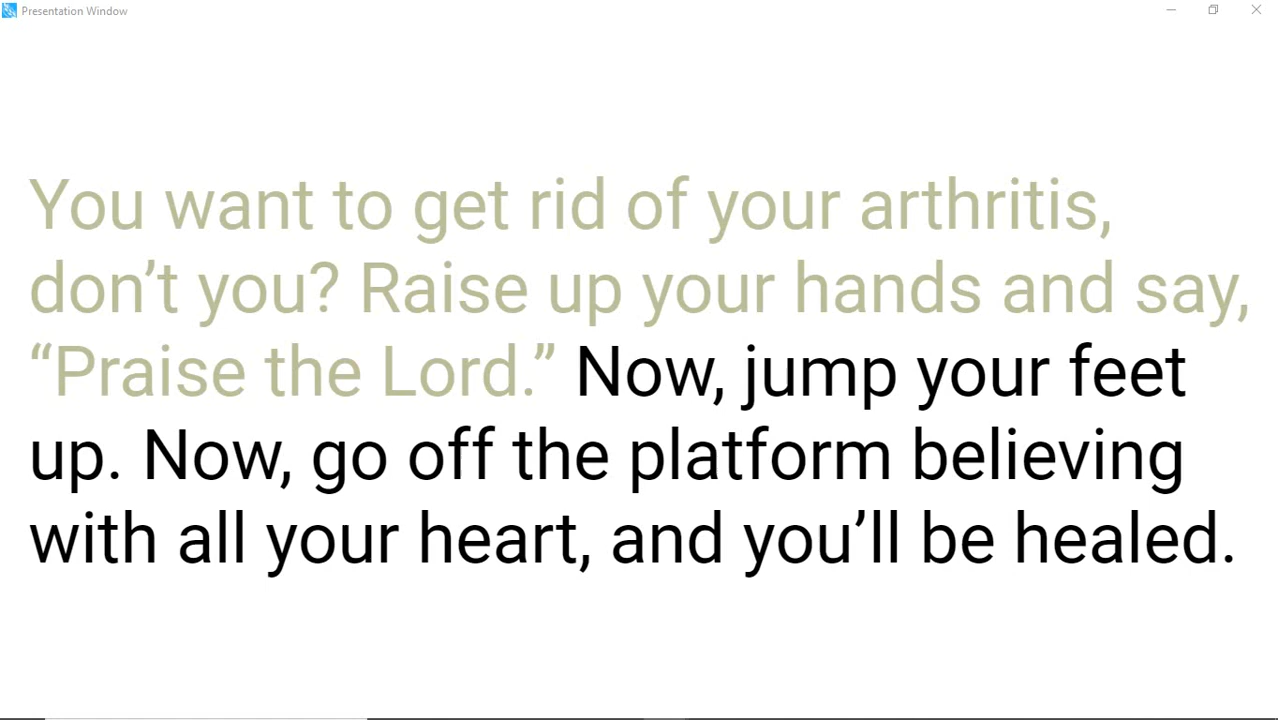 Presentation Window
You want to get rid of your arthritis,
don’t you? Raise up your hands and say,
“Praise the Lord.” Now, jump your feet
up. Now, go off the platform believing
with all your heart, and you’ll be healed.